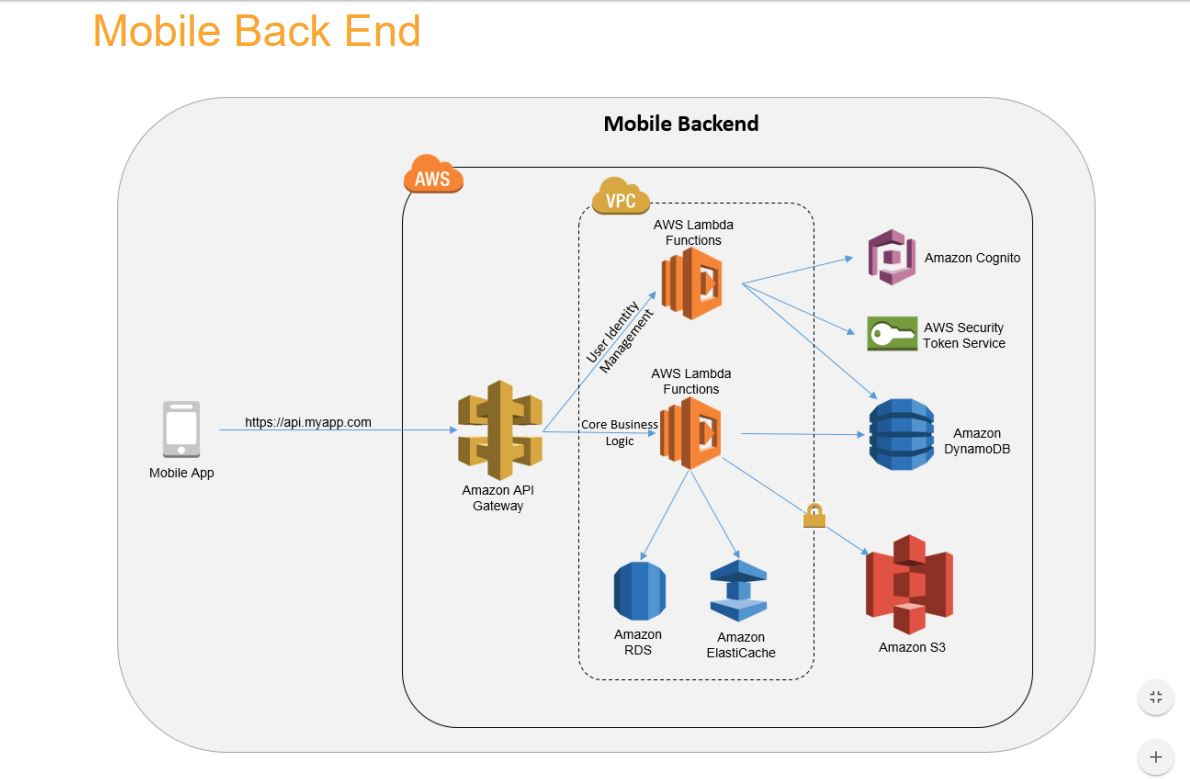 Mobile Back End
Mobile Backend
AWS
VPC
AWS Lambda
Functions
Amazon Cognito
User Identity
Management
AWS Security
Token Service
AWS Lambda
Functions
https://api.myapp.com
Core Business
Logic
Amazon
DynamoDB
Mobile App
Amazon API
Gateway
Amazon
RDS
Amazon
ElastiCache
Amazon S3